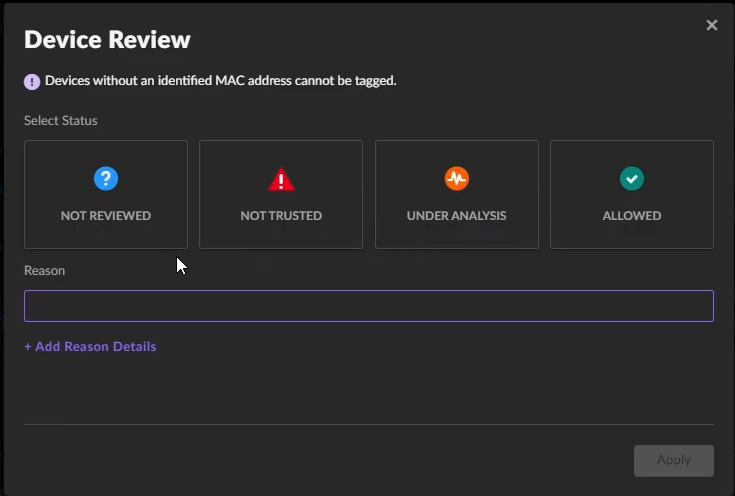 Device Review
Devices without an identified MAC address cannot be tagged.
Select Status
NOT REVIEWED
NOT TRUSTED
UNDER ANALYSIS
ALLOWED
Reason
+ Add Reason Details
Apply